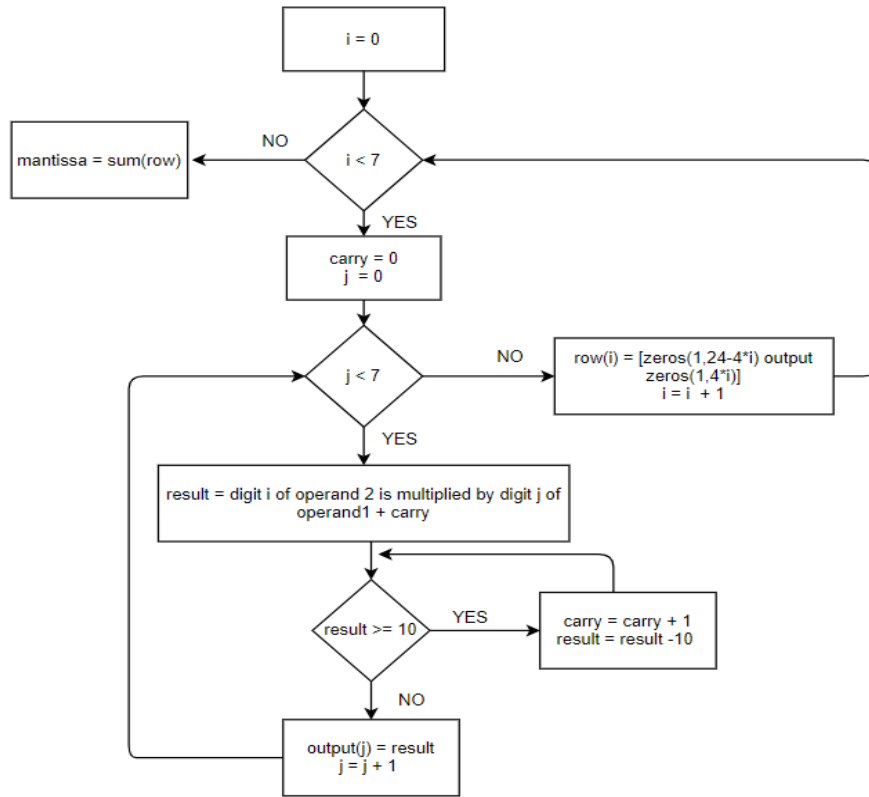 i = 0
i < 7
NO
mantissa = sum(row)
YES
carry = 0
j = 0
j < 7
NO
row(i) = [zeros(1,24-4*i) output
zeros(1,4*i)]
i = i + 1
YES
result = digit i of operand 2 is multiplied by digit j of
operand1 + carry
result >= 10
YES
carry = carry + 1
result = result -10
NO
output(j) = result
j = j + 1